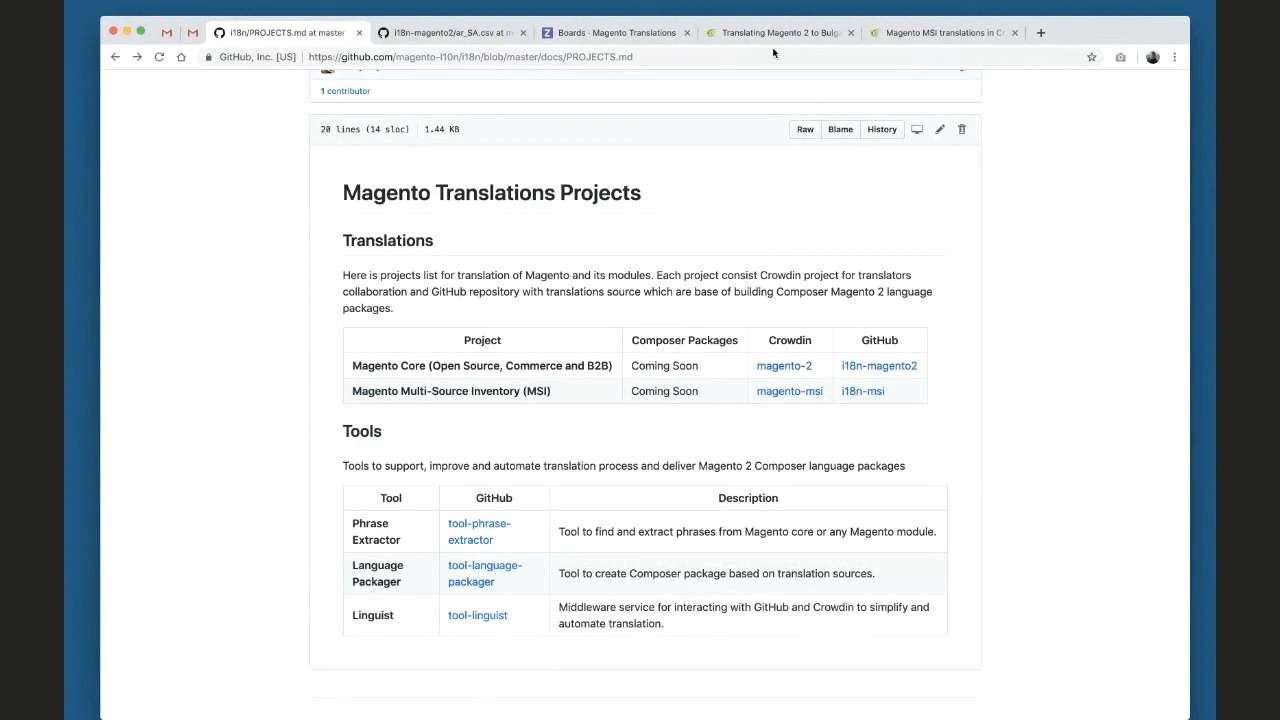 i18n/PROJECTS.md at master
i18n-magento2/ar_SA.csv at m
Boards - Magento Translations
Translating Magento 2 to Bulga
Magento MSI translations in Cr
GitHub, Inc. [US]
https://github.com/magento-l10n/i18n/blob/master/docs/PROJECTS.md
1 contributor
20 lines (14 sloc) 1.44 KB
Raw Blame History
Magento Translations Projects
Translations
Here is projects list for translation of Magento and its modules. Each project consist Crowdin project for translators
collaboration and GitHub repository with translations source which are base of building Composer Magento 2 language
packages.
Project Composer Packages Crowdin GitHub
Magento Core (Open Source, Commerce and B2B) Coming Soon magento-2 i18n-magento2
Magento Multi-Source Inventory (MSI) Coming Soon magento-msi i18n-msi
Tools
Tools to support, improve and automate translation process and deliver Magento 2 Composer language packages
Tool GitHub Description
Phrase
Extractor
tool-phrase-
extractor
Tool to find and extract phrases from Magento core or any Magento module.
Language
Packager
tool-language-
packager
Tool to create Composer package based on translation sources.
Linguist
tool-linguist
Middleware service for interacting with GitHub and Crowdin to simplify and
automate translation.